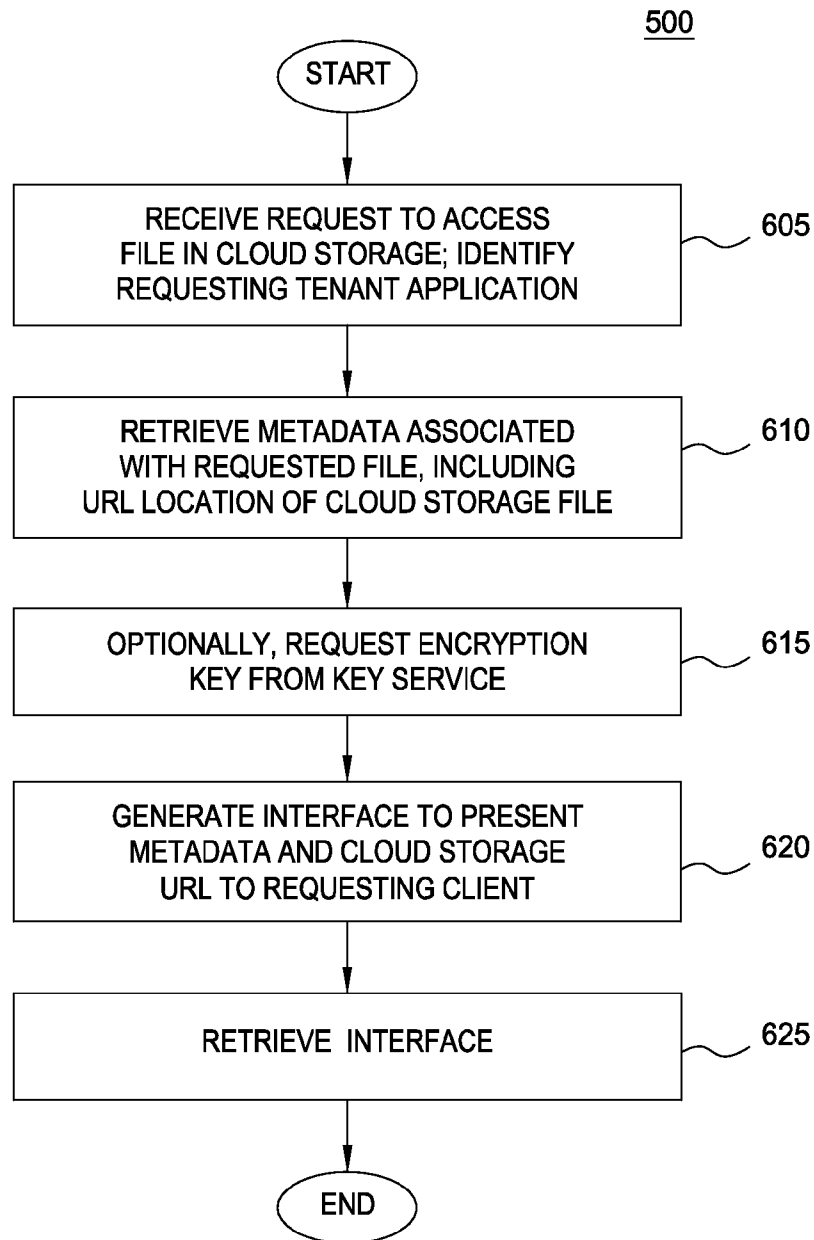 500
START
RECEIVE REQUEST TO ACCESS
FILE IN CLOUD STORAGE; IDENTIFY
REQUESTING TENANT APPLICATION
605
RETRIEVE METADATA ASSOCIATED
WITH REQUESTED FILE, INCLUDING
URL LOCATION OF CLOUD STORAGE FILE
610
OPTIONALLY, REQUEST ENCRYPTION
KEY FROM KEY SERVICE
615
GENERATE INTERFACE TO PRESENT
METADATA AND CLOUD STORAGE
URL TO REQUESTING CLIENT
620
RETRIEVE INTERFACE
625
END